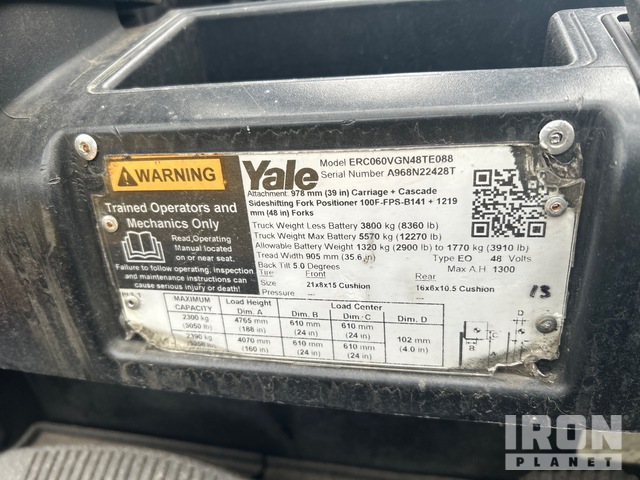 WARNING
Trained Operators and
Mechanics Only
Read Operating
Manual located
on or near seat.
Failure to follow operating, inspection
and maintenance instructions can
cause serious injury or death!
Yale
Model ERC060VGN48TE088
Serial Number A968N22428T
Attachment: 978 mm (39 in) Carriage + Cascade
Sideshifting Fork Positioner 100F-FPS-B141 + 1219
mm (48 in) Forks
Truck Weight Less Battery 3800 kg (8360 lb)
Truck Weight Max Battery 5570 kg (12270 lb)
Allowable Battery Weight 1320 kg (2900 lb) to 1770 kg (3910 lb)
Tread Width 905 mm (35.6 in) Type EO 48 Volts
Back Tilt 5.0 Degrees Max A.H 1300
Tire Front Rear
Size 21x8x15 Cushion 16x6x10.5 Cushion
Pressure
MAXIMUM CAPACITY Load Height Load Center
Dim. A Dim. B Dim. C Dim. D
2300 kg 4765 mm 610 mm 610 mm
(5050 lb) (188 in) (24 in) (24 in)
102 mm
(4.0 in)
2390 kg 4070 mm 610 mm 610 mm
(160 in) (24 in) (24 in)
IRON
PLANET